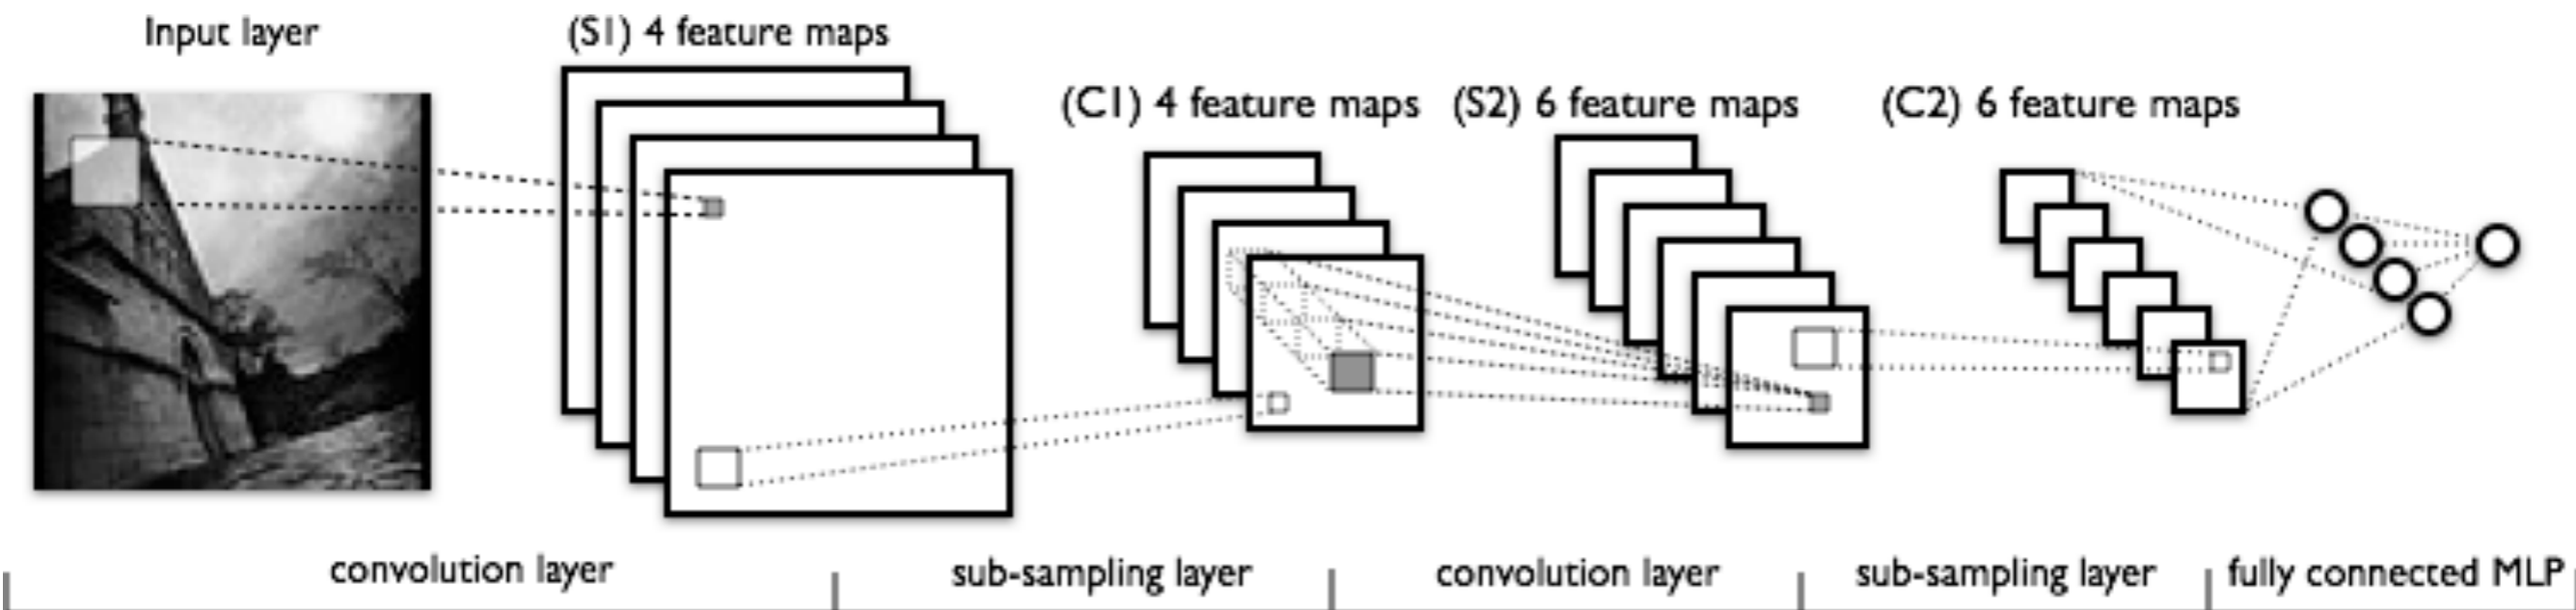 Input layer
(S1) 4 feature maps
(C1) 4 feature maps
(S2) 6 feature maps
(C2) 6 feature maps
convolution layer
sub-sampling layer
convolution layer
sub-sampling layer
fully connected MLP